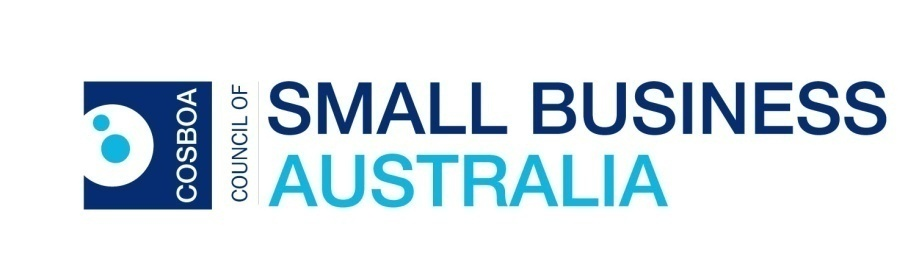 COSBOA
COUNCIL OF
SMALL BUSINESS
AUSTRALIA